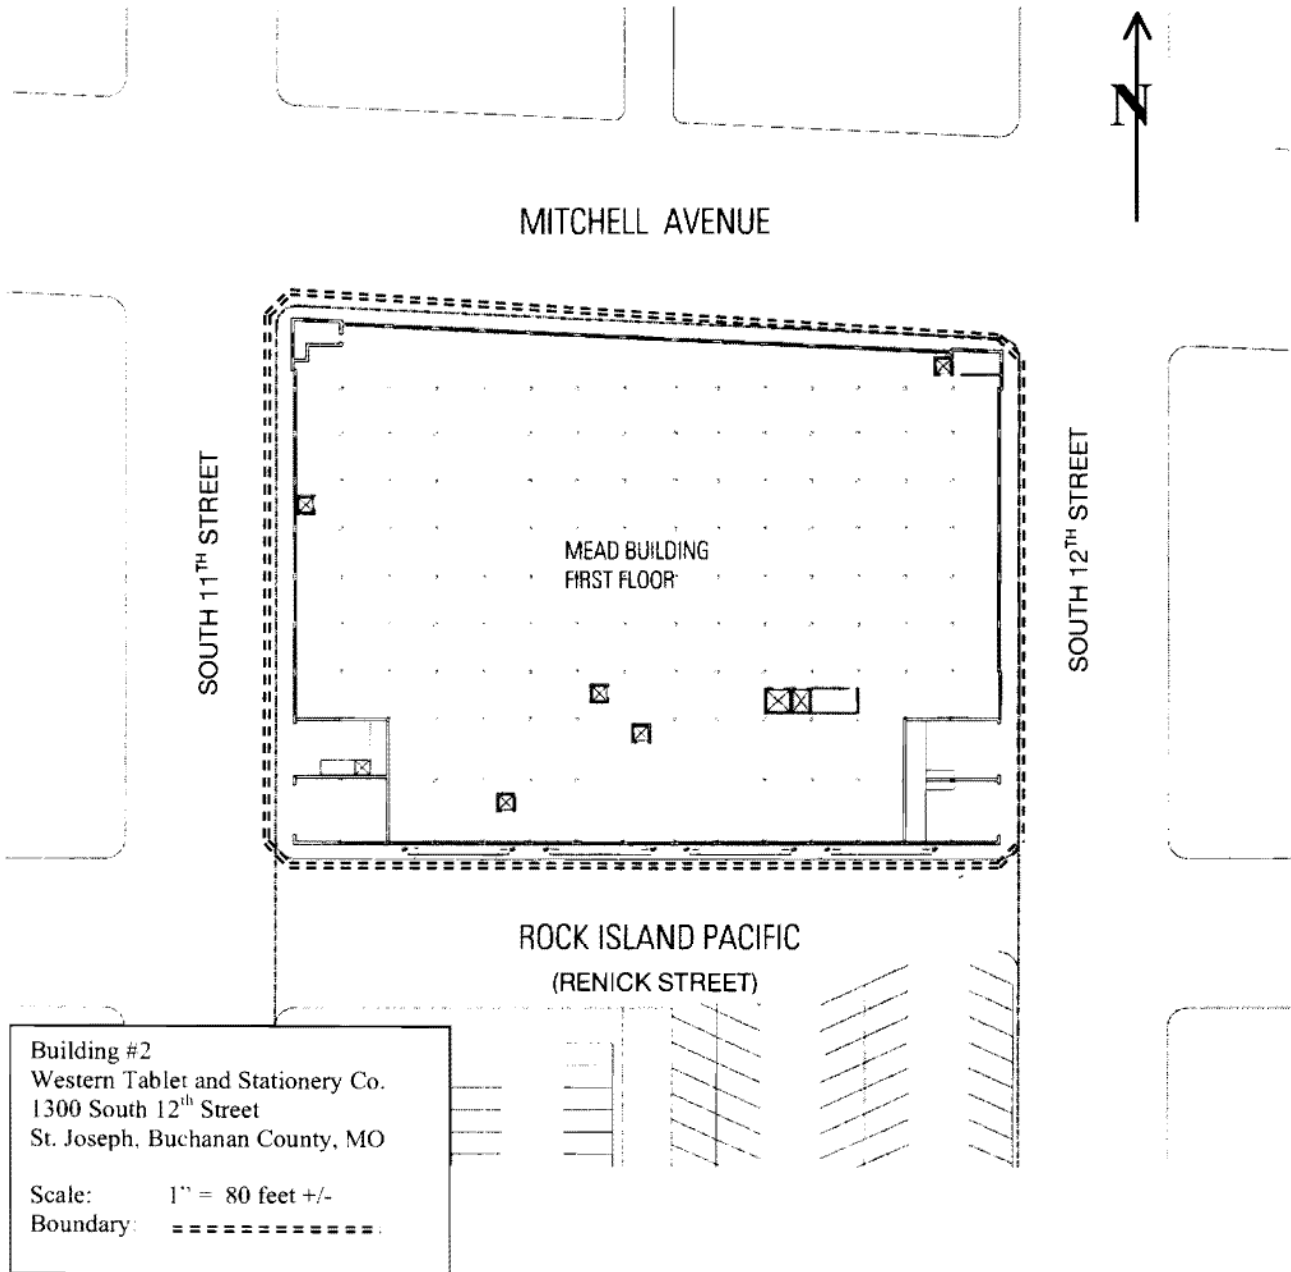 N
MITCHELL AVENUE
SOUTH 11TH STREET
MEAD BUILDING
FIRST FLOOR
SOUTH 12TH STREET
ROCK ISLAND PACIFIC
(RENICK STREET)
Building #2
Western Tablet and Stationery Co.
1300 South 12th Street
St. Joseph, Buchanan County, MO
Scale: 1" = 80 feet +/-
Boundary: